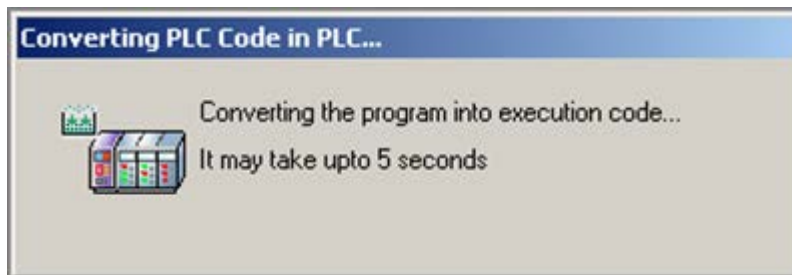 Converting PLC Code in PLC...
Converting the program into execution code...
It may take upto 5 seconds